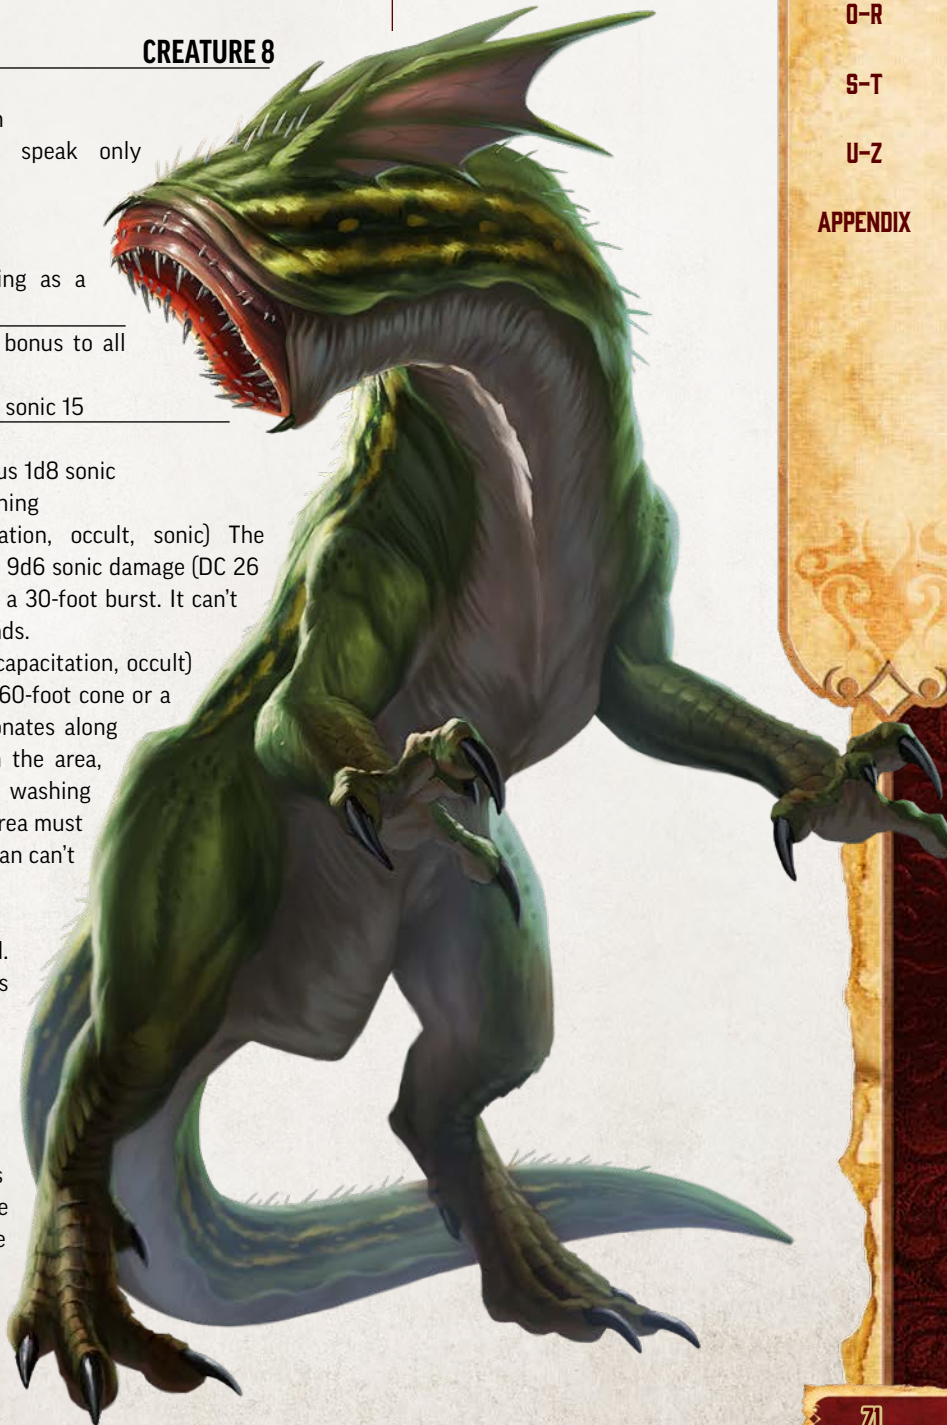 CREATURE 8
speak only
ing as a
bonus to all
sonic 15
us 1d8 sonic
ning
ation, occult, sonic) The
9d6 sonic damage (DC 26
a 30-foot burst. It can't
nds.
capacitation, occult)
60-foot cone or a
onates along
the area,
washing
rea must
an can't
O–R
S–T
U–Z
APPENDIX
71